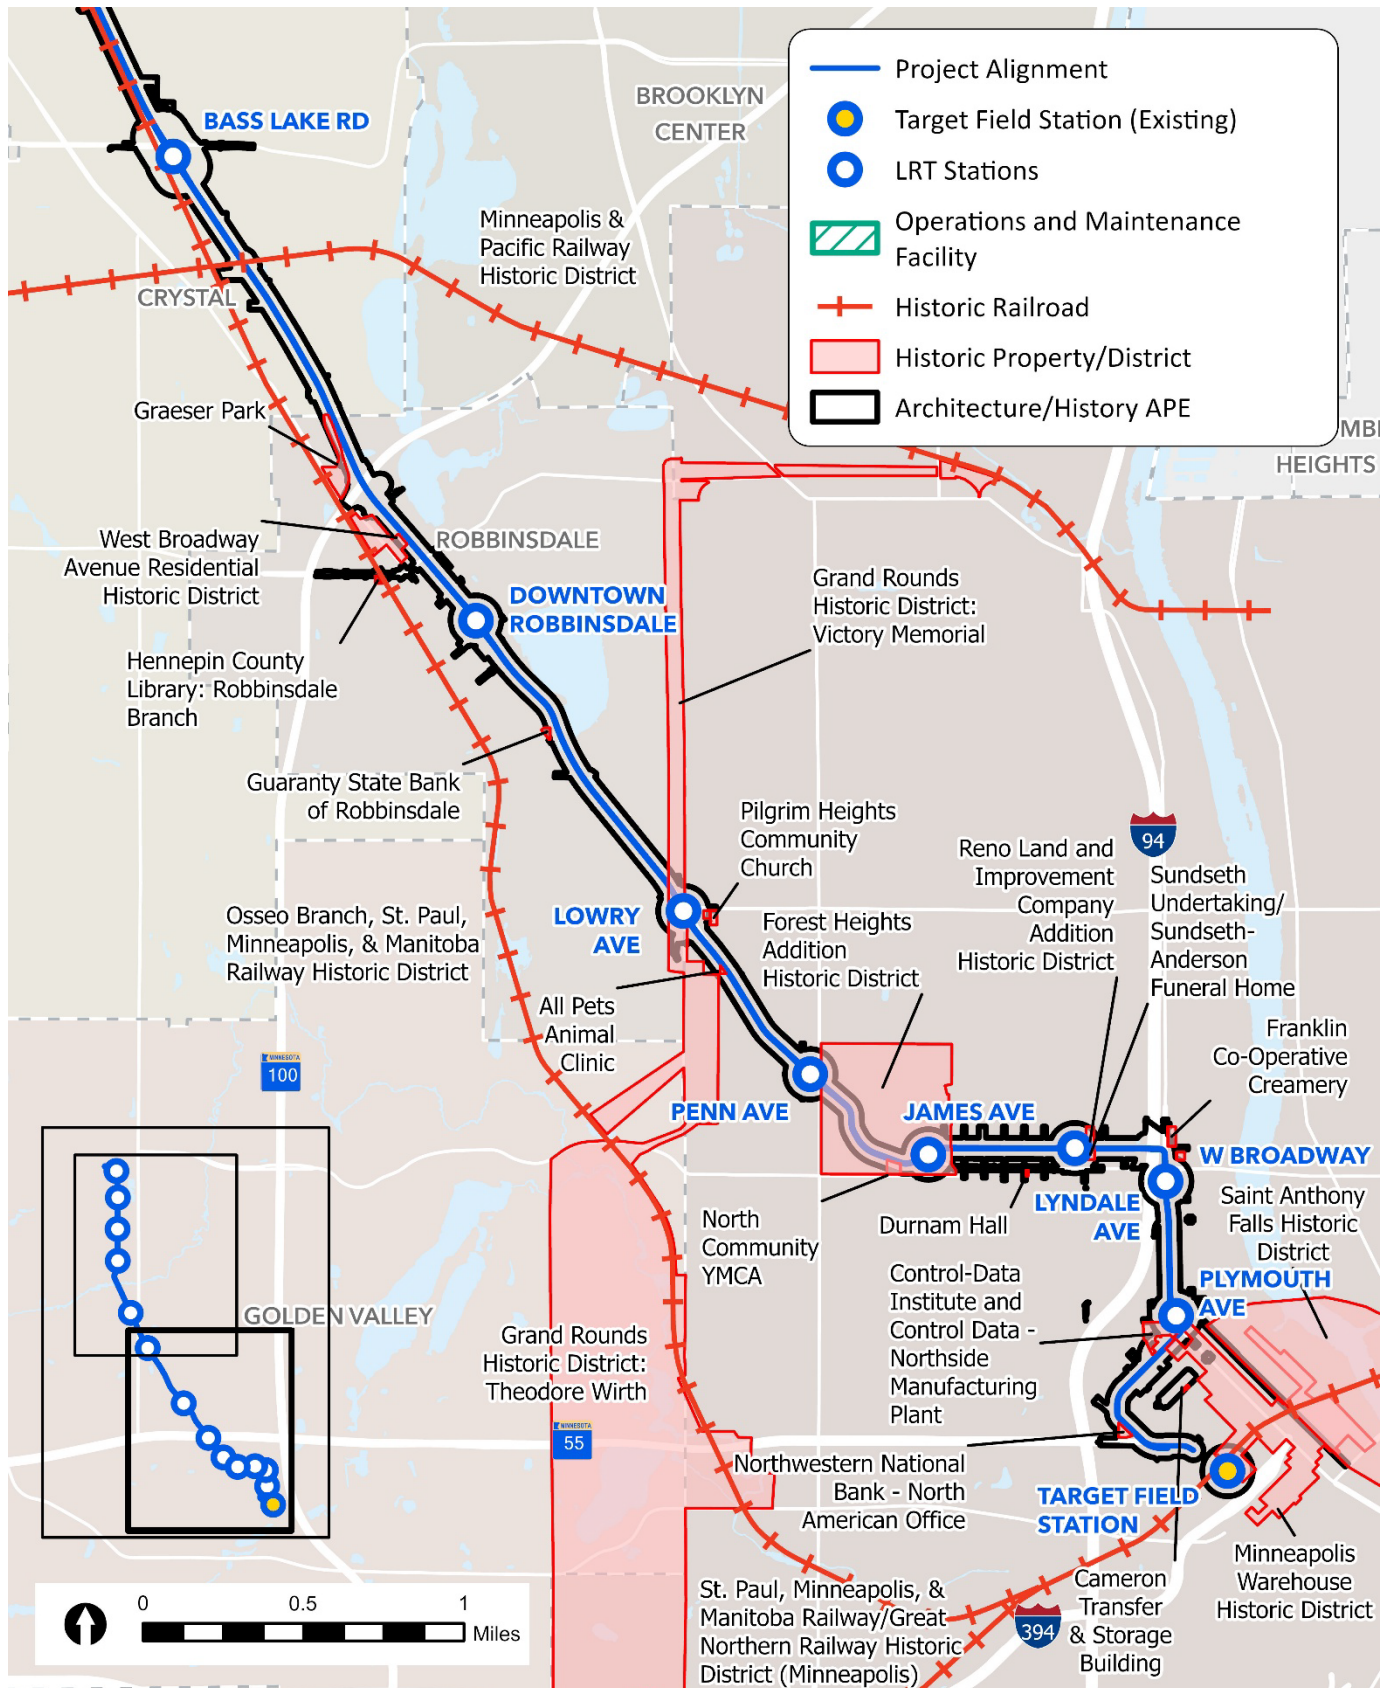 Project Alignment
Target Field Station (Existing)
LRT Stations
Operations and Maintenance
Facility
Historic Railroad
Historic Property/District
Architecture/History APE
BROOKLYN
CENTER
BASS LAKE RD
Minneapolis &
Pacific Railway
Historic District
CRYSTAL
Graeser Park
HEIGHTS
West Broadway
Avenue Residential
Historic District
ROBBINSDALE
DOWNTOWN
ROBBINSDALE
Grand Rounds
Historic District:
Victory Memorial
Hennepin County
Library: Robbinsdale
Branch
Guaranty State Bank
of Robbinsdale
Pilgrim Heights
Community
Church
94
Reno Land and
Improvement
Company
Addition
Historic District
Sundseth
Undertaking/
Sundseth-
Anderson
Funeral Home
LOWRY
AVE
Forest Heights
Addition
Historic District
Osseo Branch, St. Paul,
Minneapolis, & Manitoba
Railway Historic District
All Pets
Animal
Clinic
Franklin
Co-Operative
Creamery
MINNESOTA
100
PENN AVE
JAMES AVE
W BROADWAY
LYNDALE
AVE
Saint Anthony
Falls Historic
District
North
Community
YMCA
Durnam Hall
PLYMOUTH
AVE
Control-Data
Institute and
Control Data -
Northside
Manufacturing
Plant
GOLDEN VALLEY
Grand Rounds
Historic District:
Theodore Wirth
MINNESOTA
55
Northwestern National
Bank - North
American Office
TARGET FIELD
STATION
Minneapolis
Warehouse
Historic District
Cameron
Transfer
& Storage
Building
St. Paul, Minneapolis, &
Manitoba Railway/Great
Northern Railway Historic
District (Minneapolis)
394
0 0.5 1
Miles